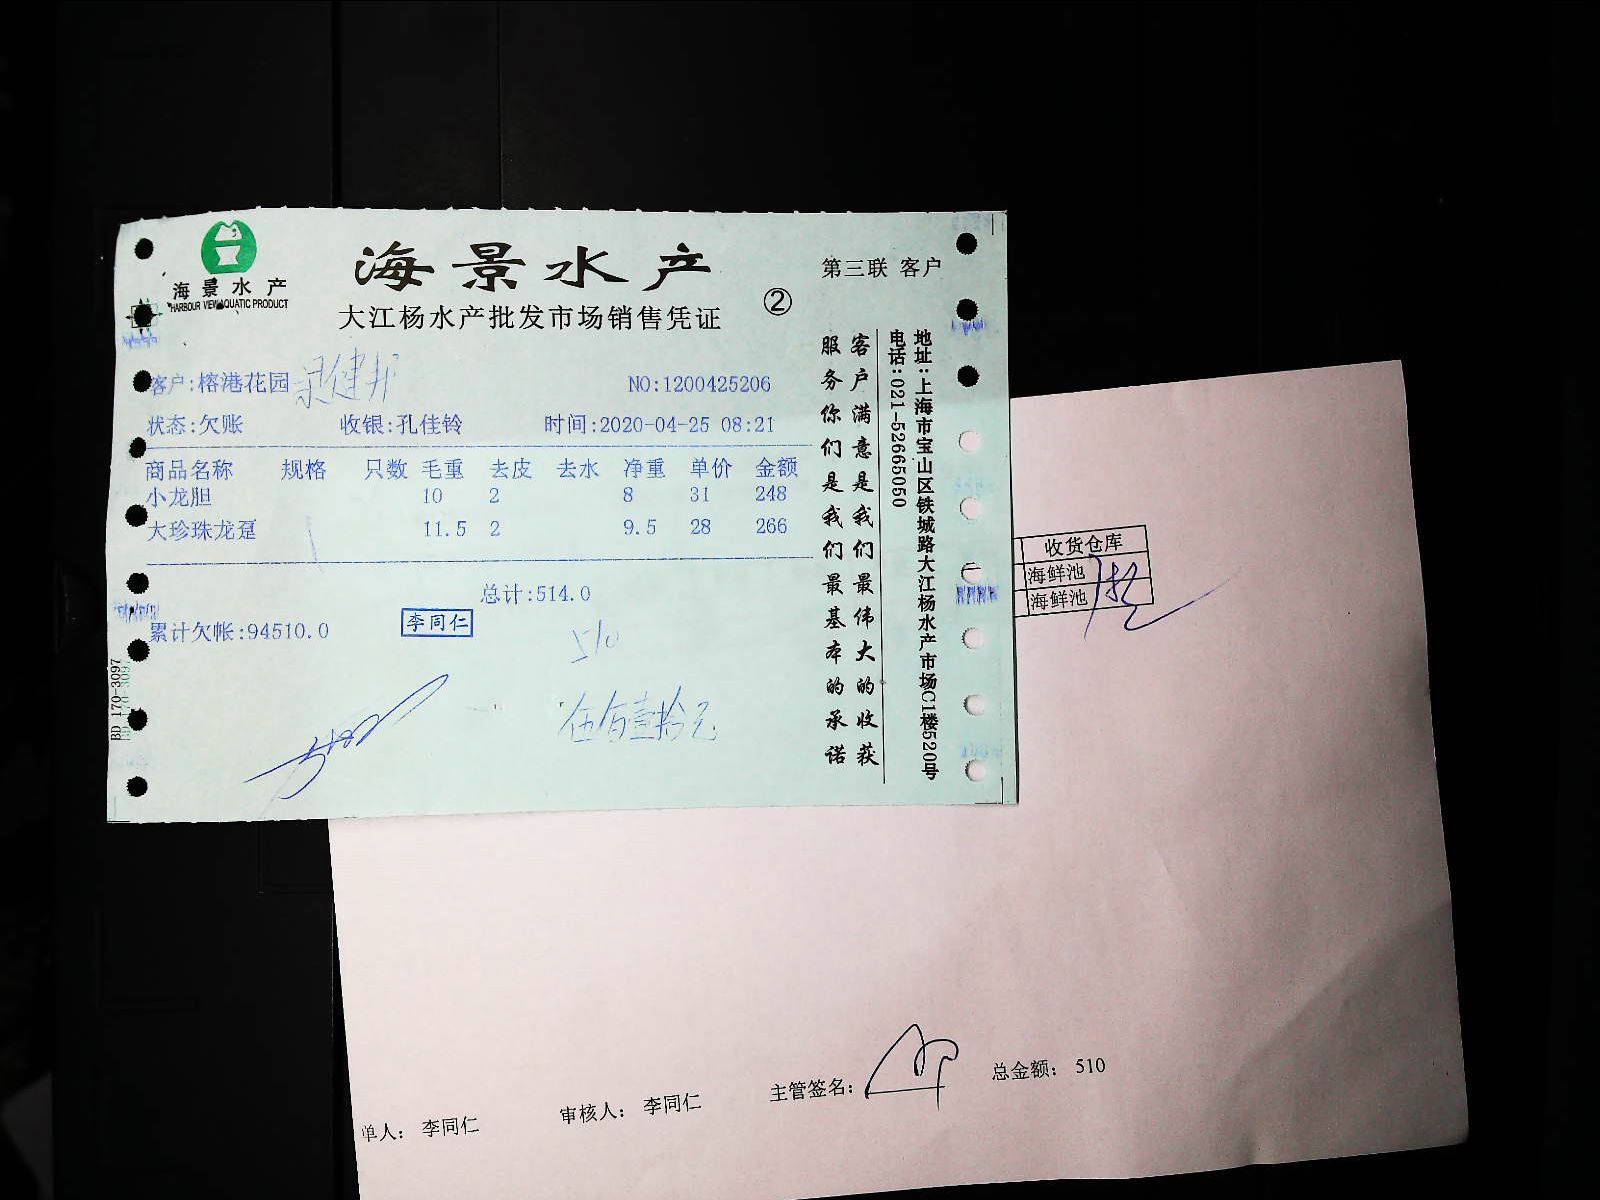 海景水产
HARBOUR VIEW AQUATIC PRODUCT
海景水产
大江杨水产批发市场销售凭证
②
第三联 客户
客户:榕港花园
NO:1200425206
状态:欠账 收银:孔佳铃 时间:2020-04-25 08:21
商品名称 规格 只数 毛重 去皮 去水 净重 单价 金额
小龙胆 10 2 8 31 248
大珍珠龙趸 11.5 2 9.5 28 266
总计:514.0
累计欠帐:94510.0
李同仁
510
伍佰壹拾元
客户满意是我们最伟大的收获
服务你们是我们最基本的承诺
地址:上海市宝山区铁城路大江杨水产市场C1楼520号
电话:021-52665050
BD 170-3097
收货仓库
海鲜池
海鲜池
单人: 李同仁 审核人: 李同仁 主管签名: 总金额: 510